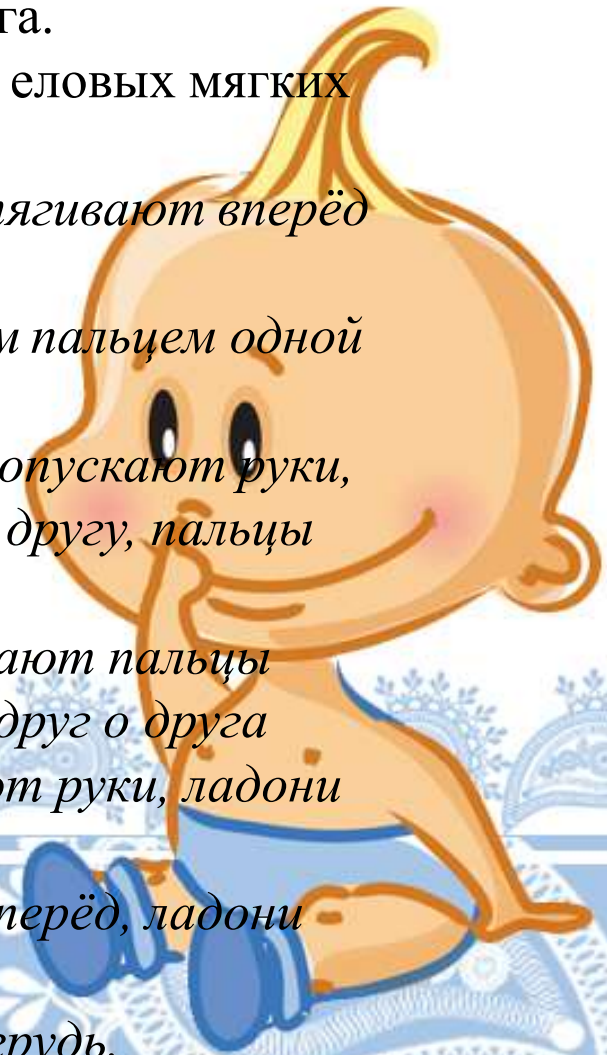 га.
еловых мягких
тягивают вперёд
м пальцем одной
опускают руки,
другу, пальцы
ают пальцы
друг о друга
от руки, ладони
перёд, ладони
грудь.